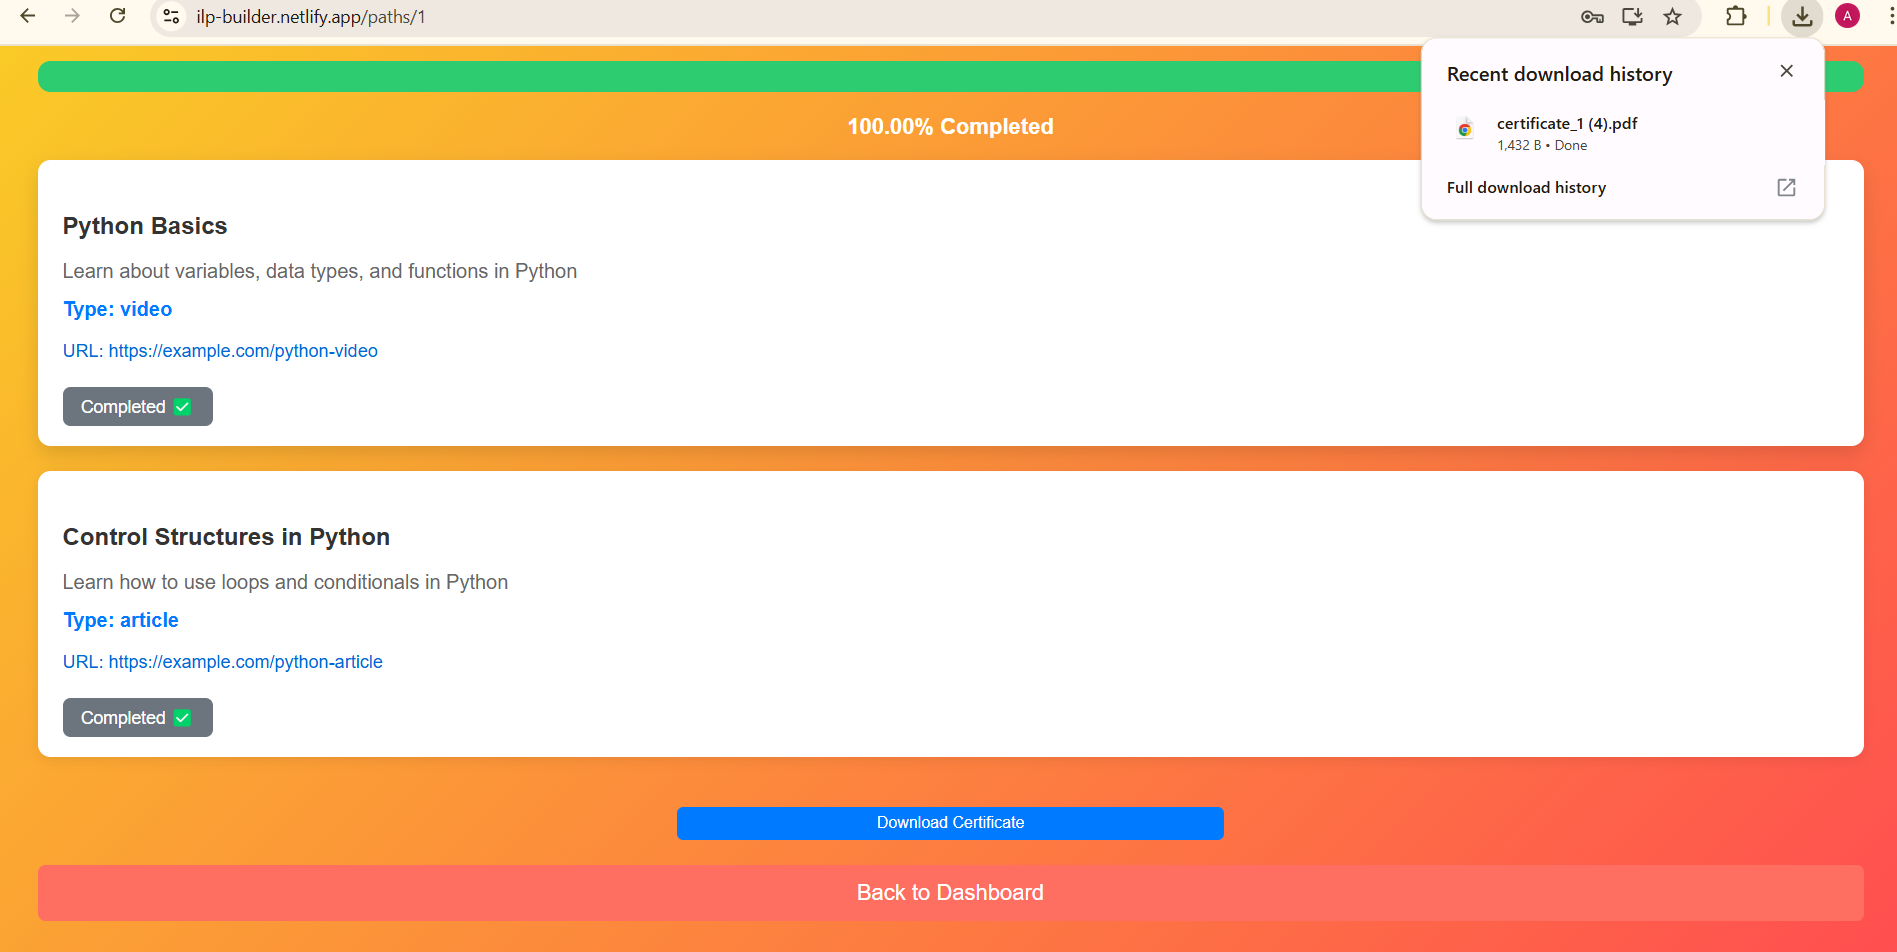 ilp-builder.netlify.app/paths/1
A
Recent download history
certificate_1 (4).pdf
1,432 B • Done
Full download history
100.00% Completed
Python Basics
Learn about variables, data types, and functions in Python
Type: video
URL: https://example.com/python-video
Completed ✅
Control Structures in Python
Learn how to use loops and conditionals in Python
Type: article
URL: https://example.com/python-article
Completed ✅
Download Certificate
Back to Dashboard